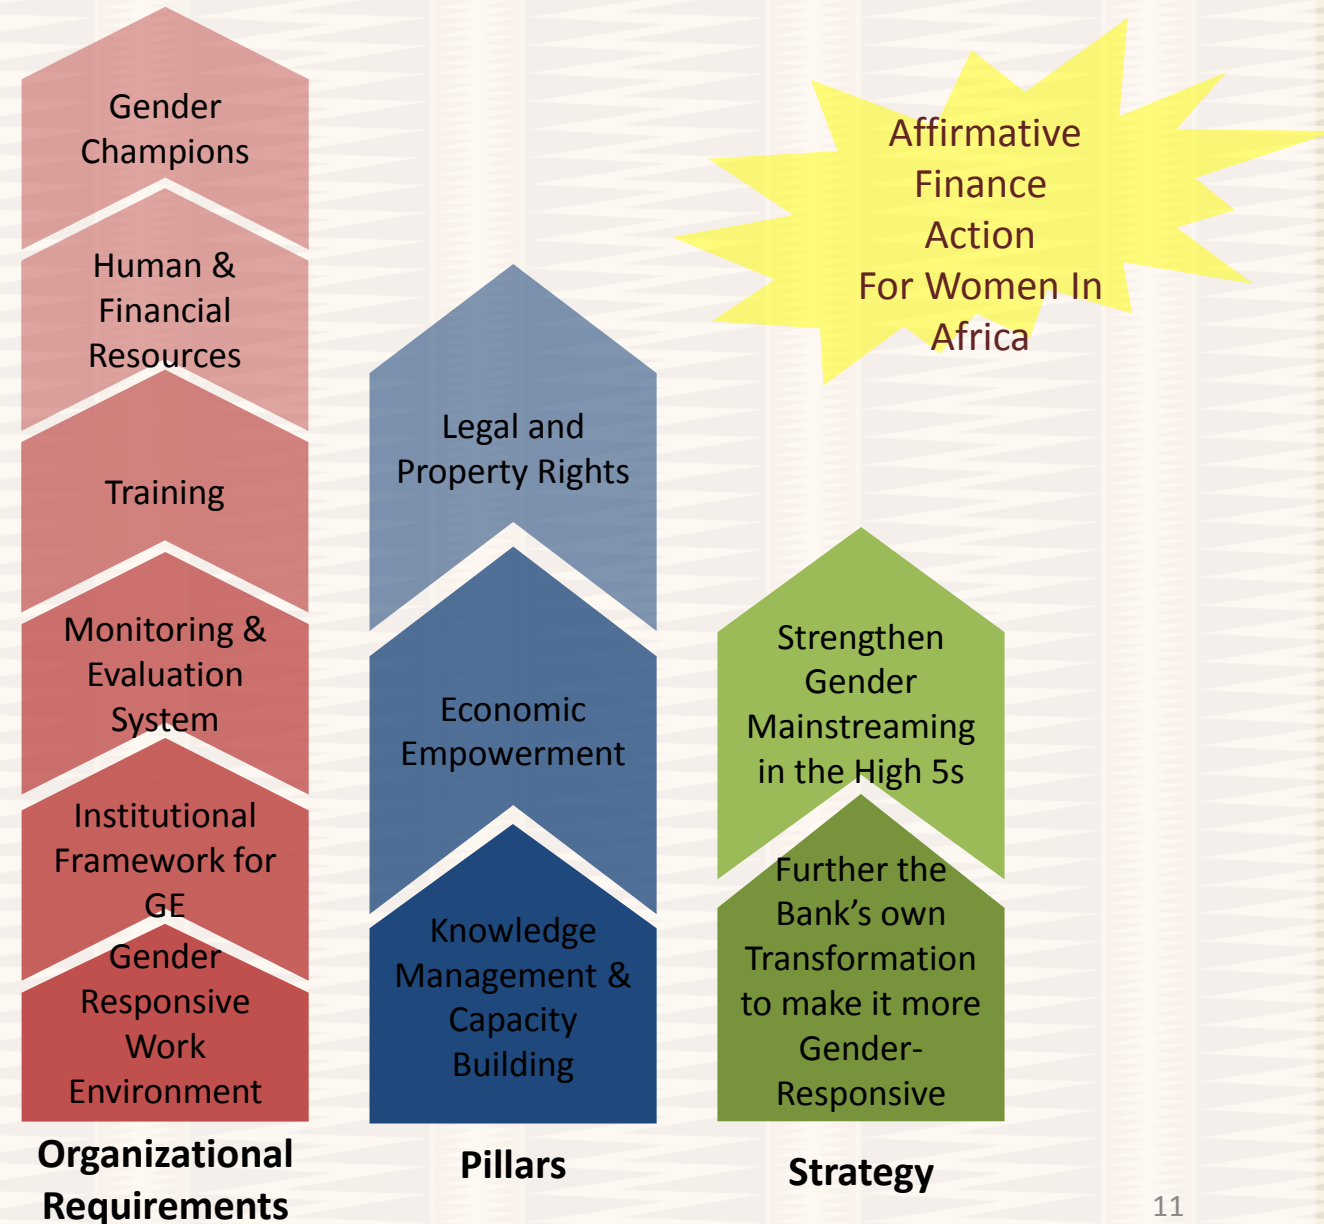 Gender
Champions
Human &
Financial
Resources
Training
Monitoring &
Evaluation
System
Institutional
Framework for
GE
Gender
Responsive
Work
Environment
Organizational
Requirements
Legal and
Property Rights
Economic
Empowerment
Knowledge
Management &
Capacity
Building
Pillars
Affirmative
Finance
Action
For Women In
Africa
Strengthen
Gender
Mainstreaming
in the High 5s
Further the
Bank’s own
Transformation
to make it more
Gender-
Responsive
Strategy
11